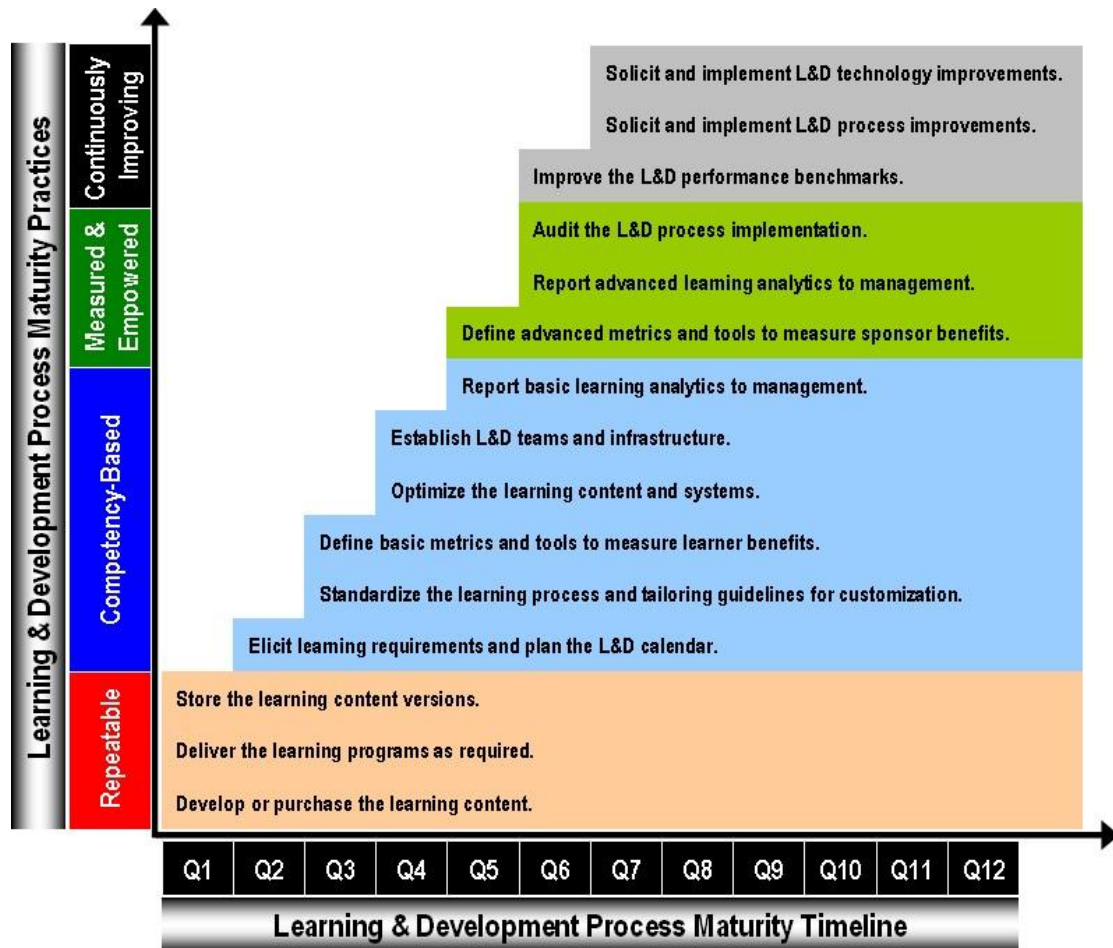 Learning & Development Process Maturity Practices
Continuously
Improving
Measured &
Empowered
Competency-Based
Repeatable
Solicit and implement L&D technology improvements.
Solicit and implement L&D process improvements.
Improve the L&D performance benchmarks.
Audit the L&D process implementation.
Report advanced learning analytics to management.
Define advanced metrics and tools to measure sponsor benefits.
Report basic learning analytics to management.
Establish L&D teams and infrastructure.
Optimize the learning content and systems.
Define basic metrics and tools to measure learner benefits.
Standardize the learning process and tailoring guidelines for customization.
Elicit learning requirements and plan the L&D calendar.
Store the learning content versions.
Deliver the learning programs as required.
Develop or purchase the learning content.
Q1 Q2 Q3 Q4 Q5 Q6 Q7 Q8 Q9 Q10 Q11 Q12
Learning & Development Process Maturity Timeline